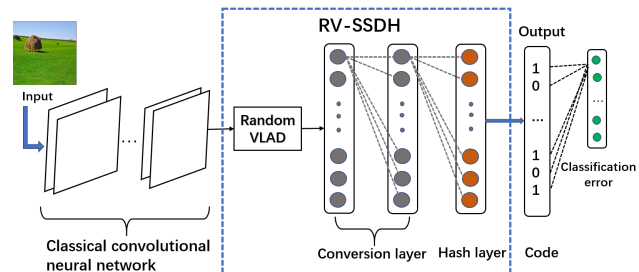 RV-SSDH
Output
Input
Random
VLAD
...
1
0
...
1
0
1
...
Classification
error
Classical convolutional
neural network
Conversion layer
Hash layer
Code